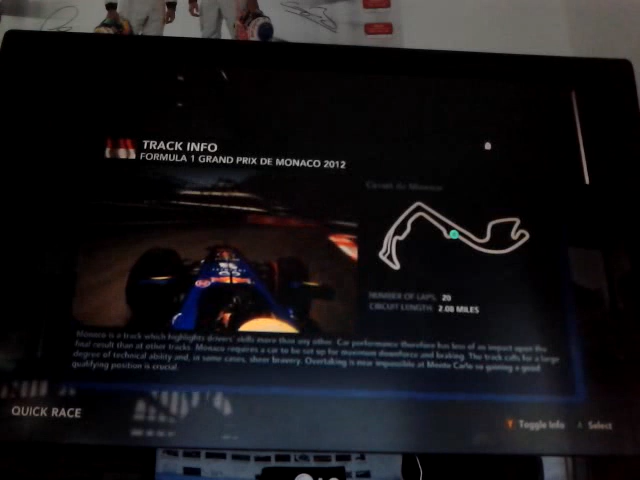 TRACK INFO
FORMULA 1 GRAND PRIX DE MONACO 2012
Circuit de Monaco
NUMBER OF LAPS: 20
CIRCUIT LENGTH: 2.08 MILES
Monaco is a track which highlights drivers' skills more than any other. Car performance therefore has less of an impact upon the
final result than at other tracks. Monaco requires a car to be set up for maximum downforce and braking. The track calls for a large
degree of technical ability and, in some cases, sheer bravery. Overtaking is near impossible at Monte Carlo so gaining a good
qualifying position is crucial.
QUICK RACE
Y Toggle Info
A Select
LG